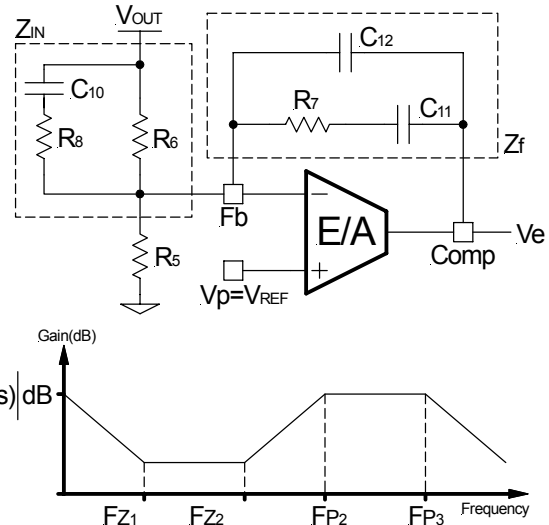 ZIN
VOUT
C12
C10
R7
C11
R8
R6
Zf
Fb
E/A
Ve
R5
Comp
Vp=VREF
Gain(dB)
s)|dB
FZ1
FZ2
FP2
FP3
Frequency